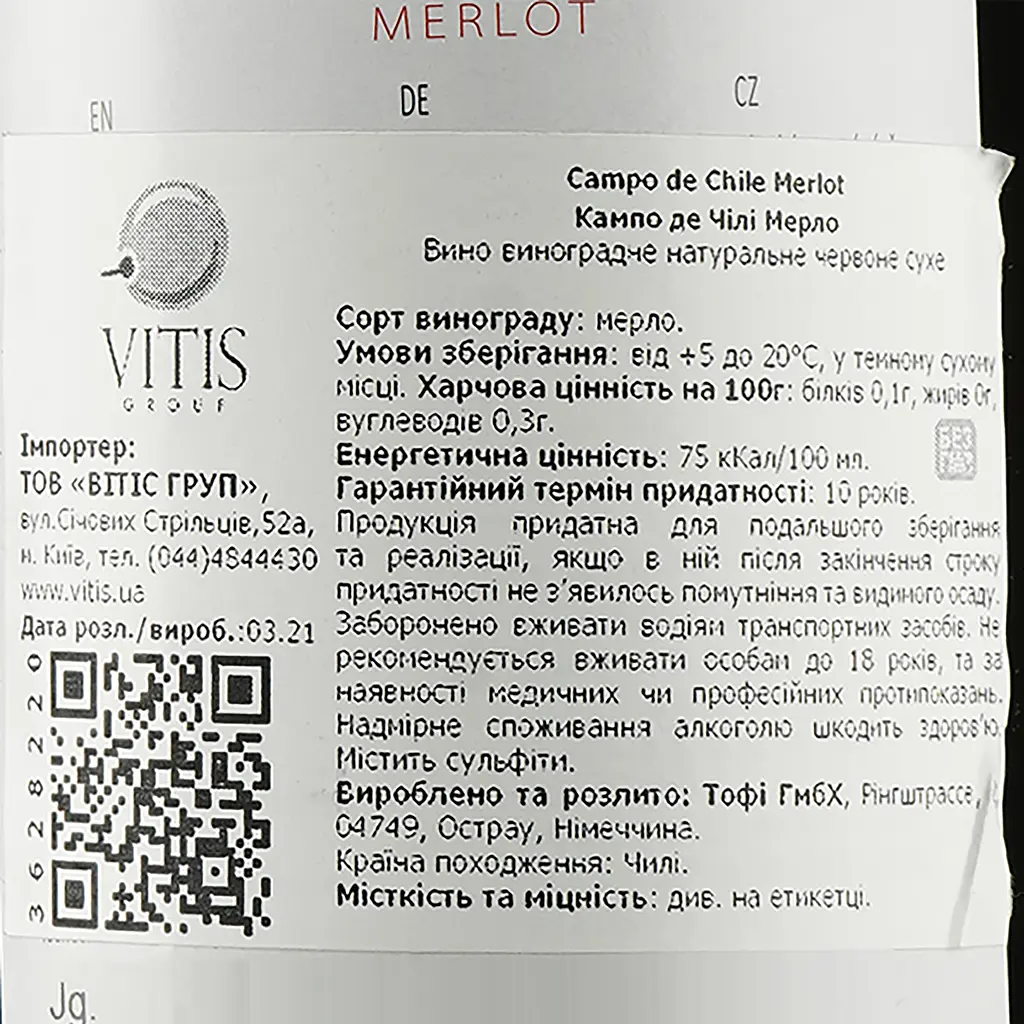 MERLOT
EN
DE
CZ
Campo de Chile Merlot
Кампо де Чілі Мерло
Вино виноградне натуральне червоне сухе
Сорт винограду: мерло.
Умови зберігання: від +5 до 20°C, у темному сухому
місці. Харчова цінність на 100г: білків 0,1г, жирів 0г,
вуглеводів 0,3г.
Енергетична цінність: 75 кКал/100 мл.
Гарантійний термін придатності: 10 років.
Продукція придатна для подальшого зберігання
та реалізації, якщо в ній після закінчення строку
придатності не з'явилось помутніння та видимого осаду.
Заборонено вживати водіям транспортних засобів. Не
рекомендується вживати особам до 18 років, та за
наявності медичних чи професійних протипоказань.
Надмірне споживання алкоголю шкодить здоров'ю.
Містить сульфіти.
Вироблено та розлито: Тофі ГмбХ, Рінгштрассе,
04749, Острау, Німеччина.
Країна походження: Чилі.
Місткість та міцність: див. на етикетці.
VITIS
GROUP
Імпортер:
ТОВ «ВІТІС ГРУП»,
вул.Січових Стрільців,52а,
м. Київ, тел. (044)4844430
www.vitis.ua
Дата розл./вироб.:03.21
36282220
Jg.